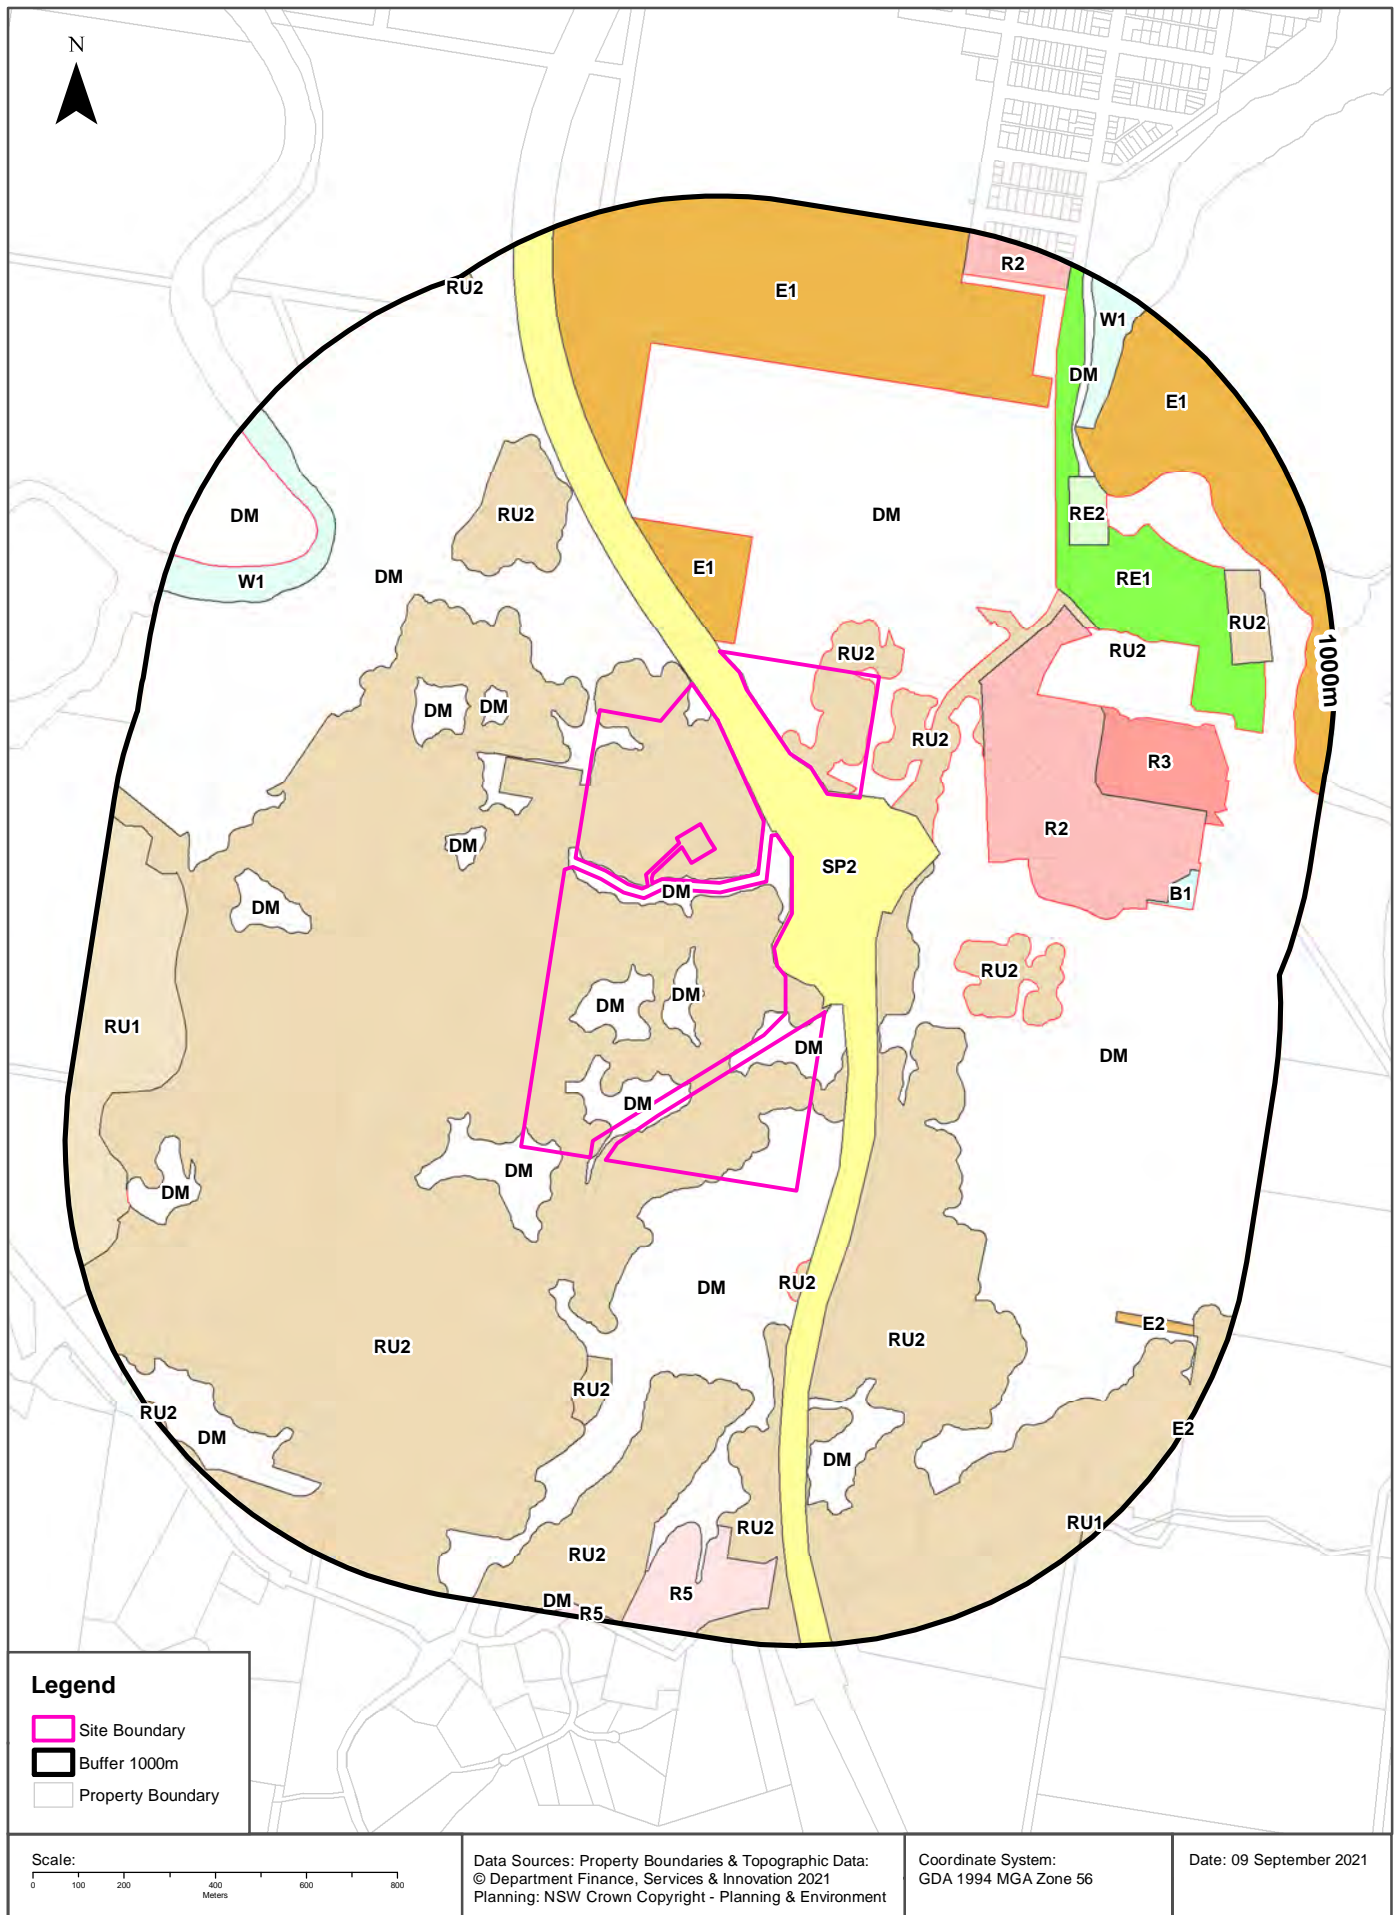 N
R2
RU2
E1
W1
DM
E1
RU2
DM
RE2
DM
W1
DM
E1
RE1
RU2
RU2
RU2
1000m
DM
DM
RU2
R3
R2
DM
SP2
DM
B1
DM
RU2
DM
DM
RU1
DM
DM
DM
DM
DM
RU2
DM
E2
RU2
RU2
RU2
RU2
E2
DM
DM
RU1
RU2
RU2
R5
DM
R5
Legend
Site Boundary
Buffer 1000m
Property Boundary
Scale:
0 100 200 400 600 800
Meters
Data Sources: Property Boundaries & Topographic Data:
© Department Finance, Services & Innovation 2021
Planning: NSW Crown Copyright - Planning & Environment
Coordinate System:
GDA 1994 MGA Zone 56
Date: 09 September 2021